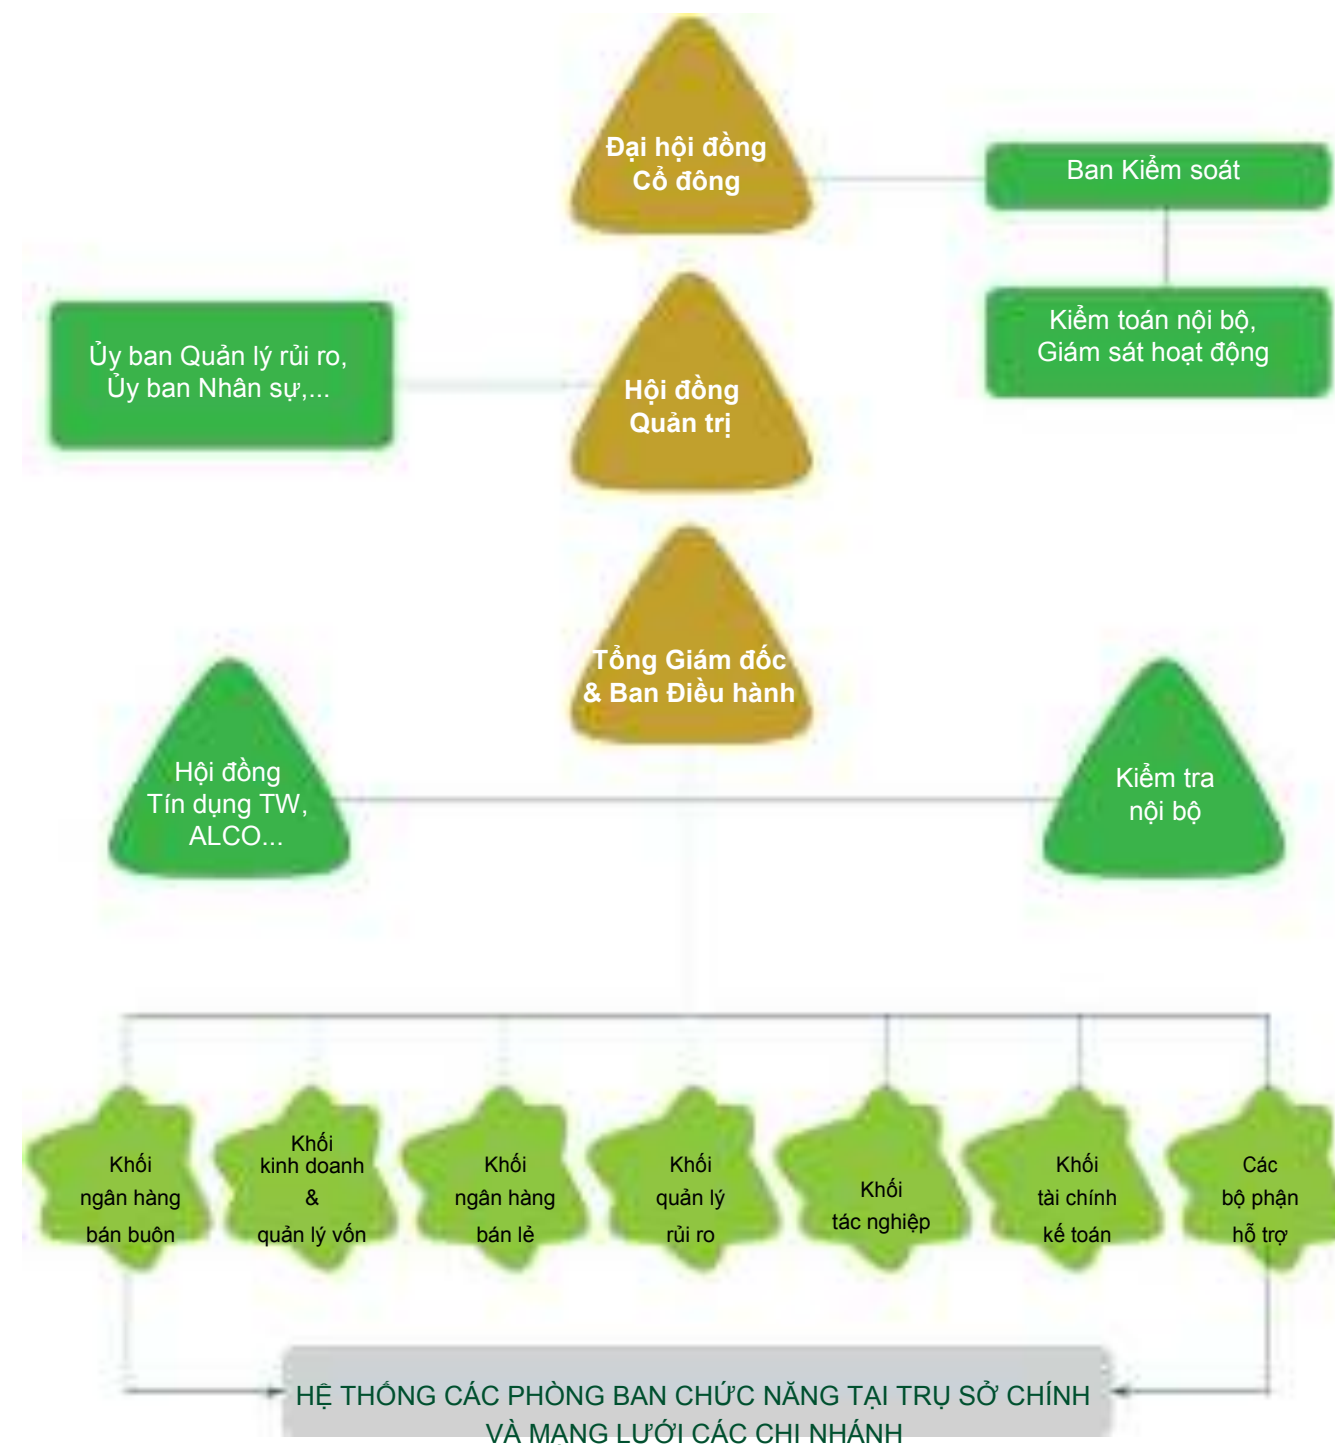 Đại hội đồng
Cổ đông
Ban Kiểm soát
Kiểm toán nội bộ,
Giám sát hoạt động
Ủy ban Quản lý rủi ro,
Ủy ban Nhân sự,...
Hội đồng
Quản trị
Tổng Giám đốc
& Ban Điều hành
Hội đồng
Tín dụng TW,
ALCO...
Kiểm tra
nội bộ
Khối
ngân hàng
bán buôn
Khối
kinh doanh
&
quản lý vốn
Khối
ngân hàng
bán lẻ
Khối
quản lý
rủi ro
Khối
tác nghiệp
Khối
tài chính
kế toán
Các
bộ phận
hỗ trợ
HỆ THỐNG CÁC PHÒNG BAN CHỨC NĂNG TẠI TRỤ SỞ CHÍNH
VÀ MẠNG LƯỚI CÁC CHI NHÁNH